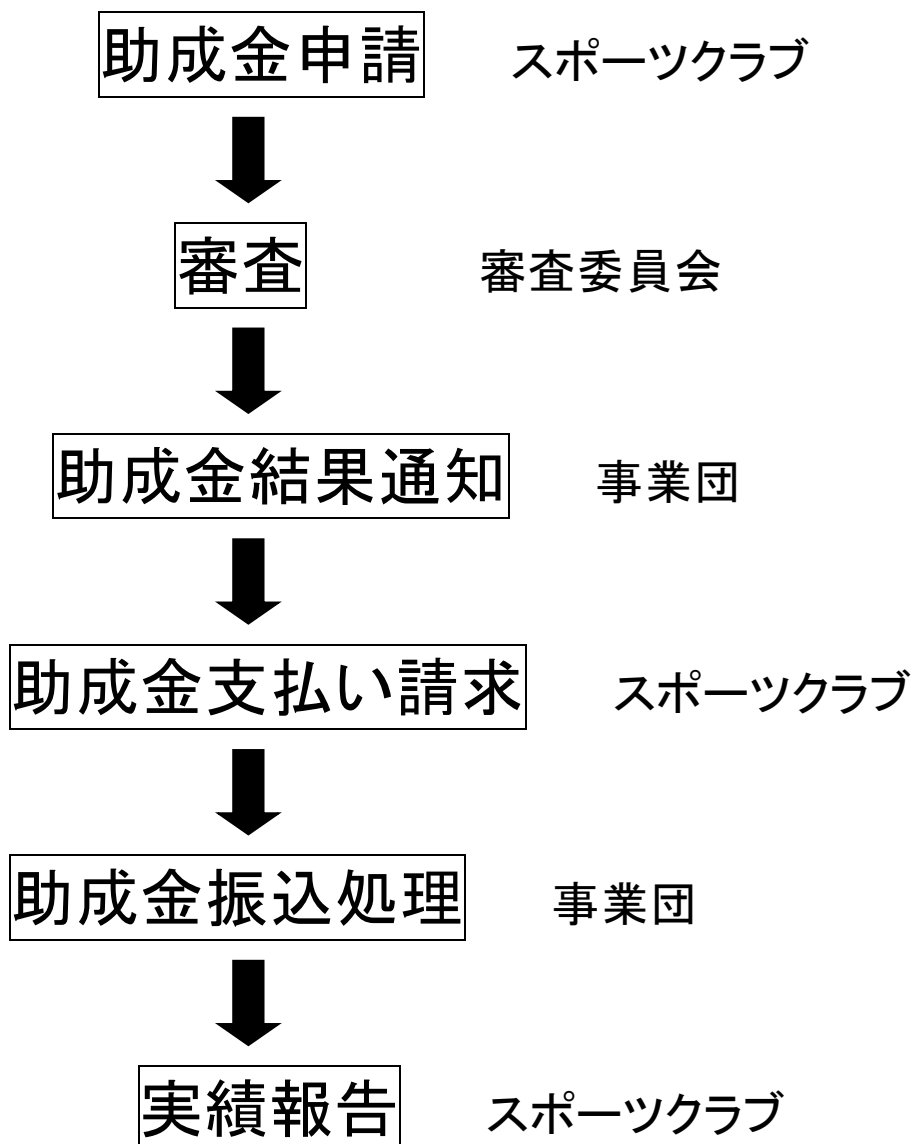 助成金申請 スポーツクラブ
審査 審査委員会
助成金結果通知 事業団
助成金支払い請求 スポーツクラブ
助成金振込処理 事業団
実績報告 スポーツクラブ